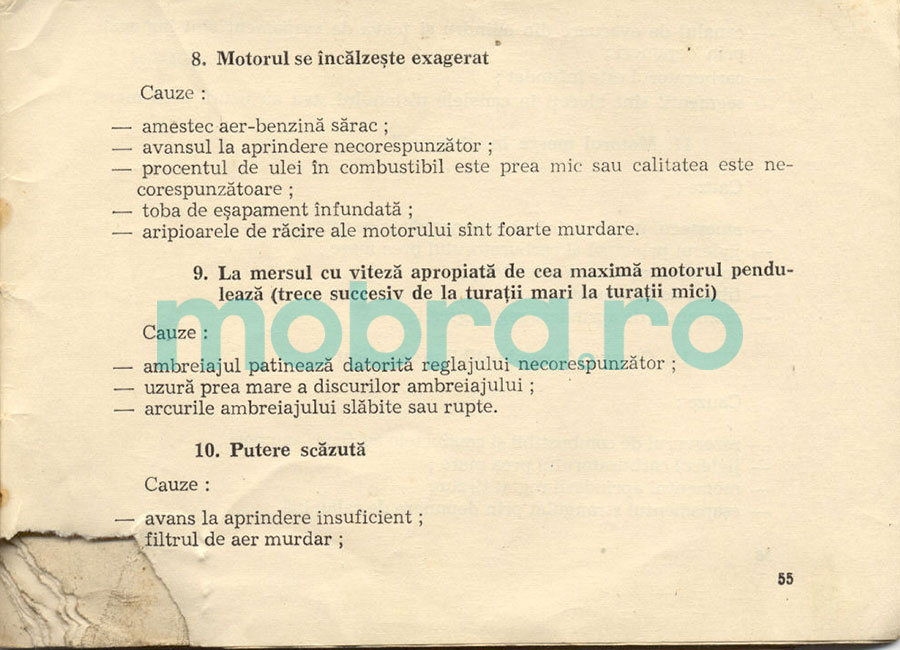 8. Motorul se încălzește exagerat
Cauze :
— amestec aer-benzină sărac ;
— avansul la aprindere necorespunzător ;
— procentul de ulei în combustibil este prea mic sau calitatea este ne-
corespunzătoare ;
— toba de eșapament înfundată ;
— aripioarele de răcire ale motorului sînt foarte murdare.
9. La mersul cu viteză apropiată de cea maximă motorul pendu-
lează (trece succesiv de la turații mari la turații mici)
mobra.ro
Cauze :
— ambreiajul patinează datorită reglajului necorespunzător ;
— uzură prea mare a discurilor ambreiajului ;
— arcurile ambreiajului slăbite sau rupte.
10. Putere scăzută
Cauze :
— avans la aprindere insuficient ;
filtrul de aer murdar ;
55